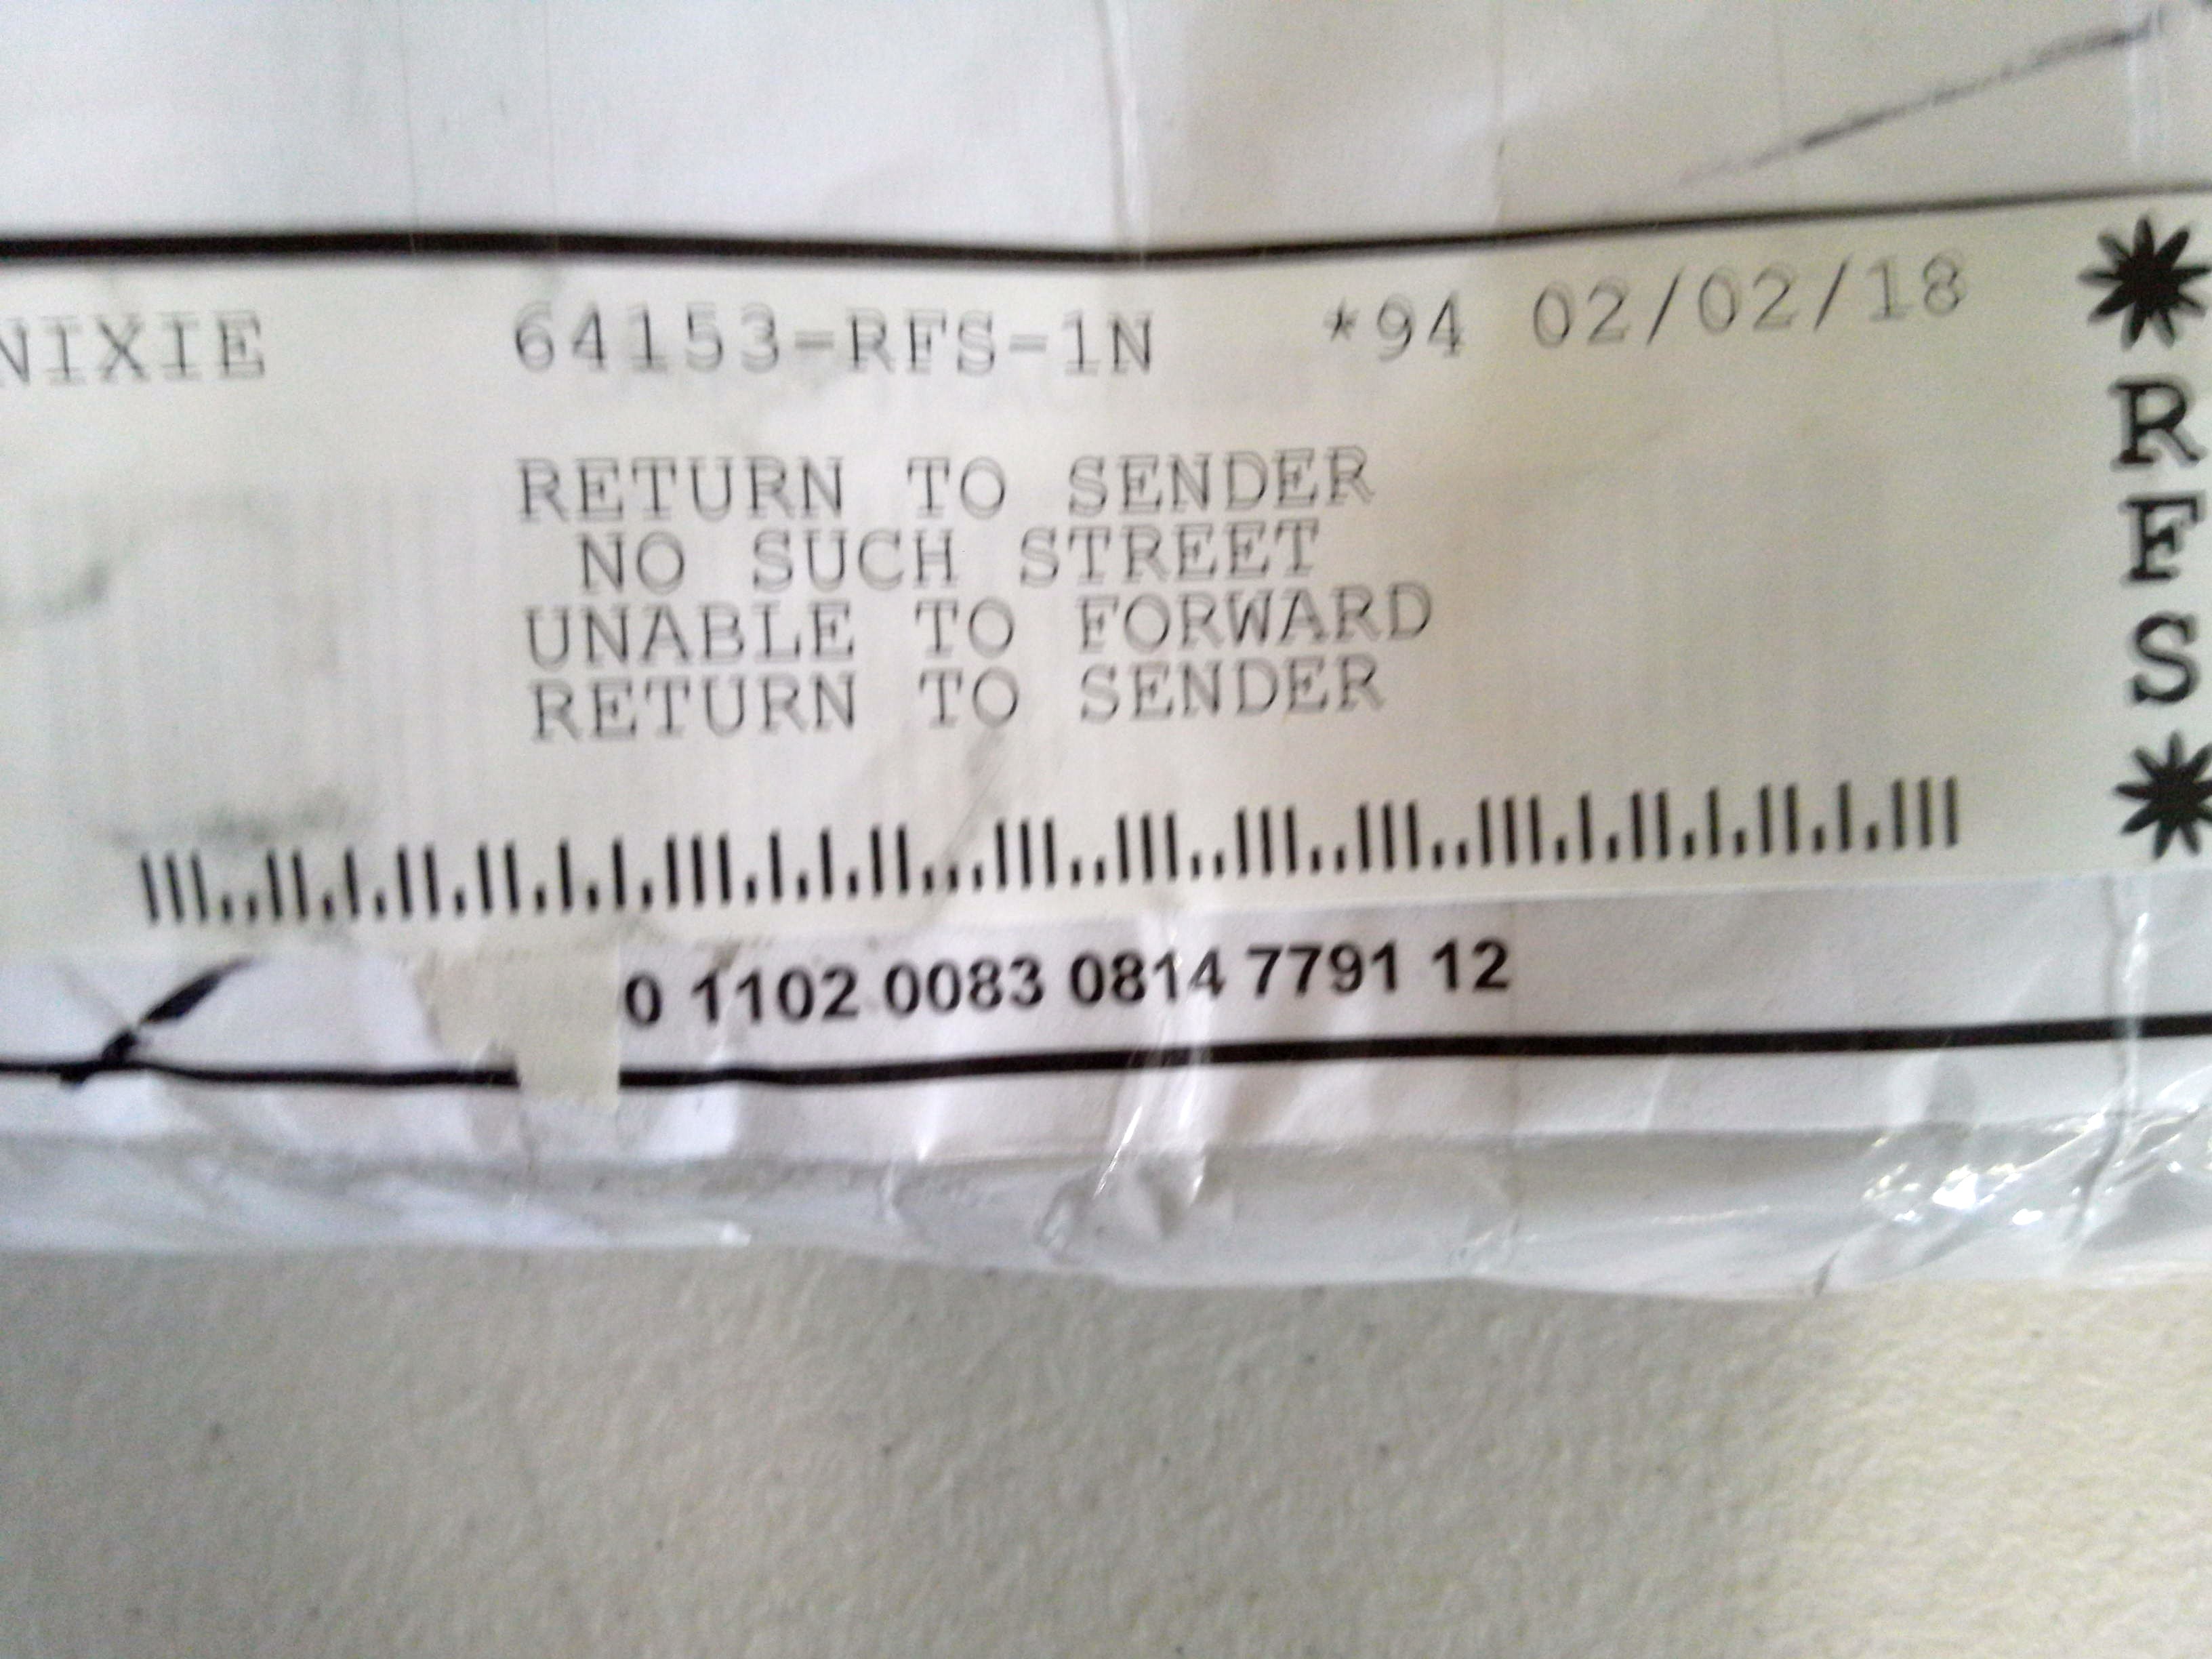 NIXIE 64153-RFS-1N *94 02/02/18
RETURN TO SENDER
NO SUCH STREET
UNABLE TO FORWARD
RETURN TO SENDER
*RFS*
0 1102 0083 0814 7791 12